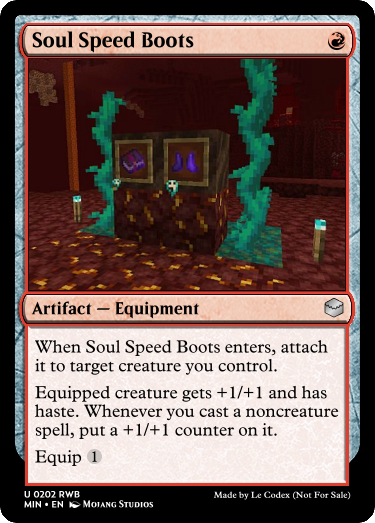 Soul Speed Boots
Artifact — Equipment
When Soul Speed Boots enters, attach
it to target creature you control.
Equipped creature gets +1/+1 and has
haste. Whenever you cast a noncreature
spell, put a +1/+1 counter on it.
Equip 1
U 0202 RWB
MIN • EN Mojang Studios
Made by Le Codex (Not For Sale)